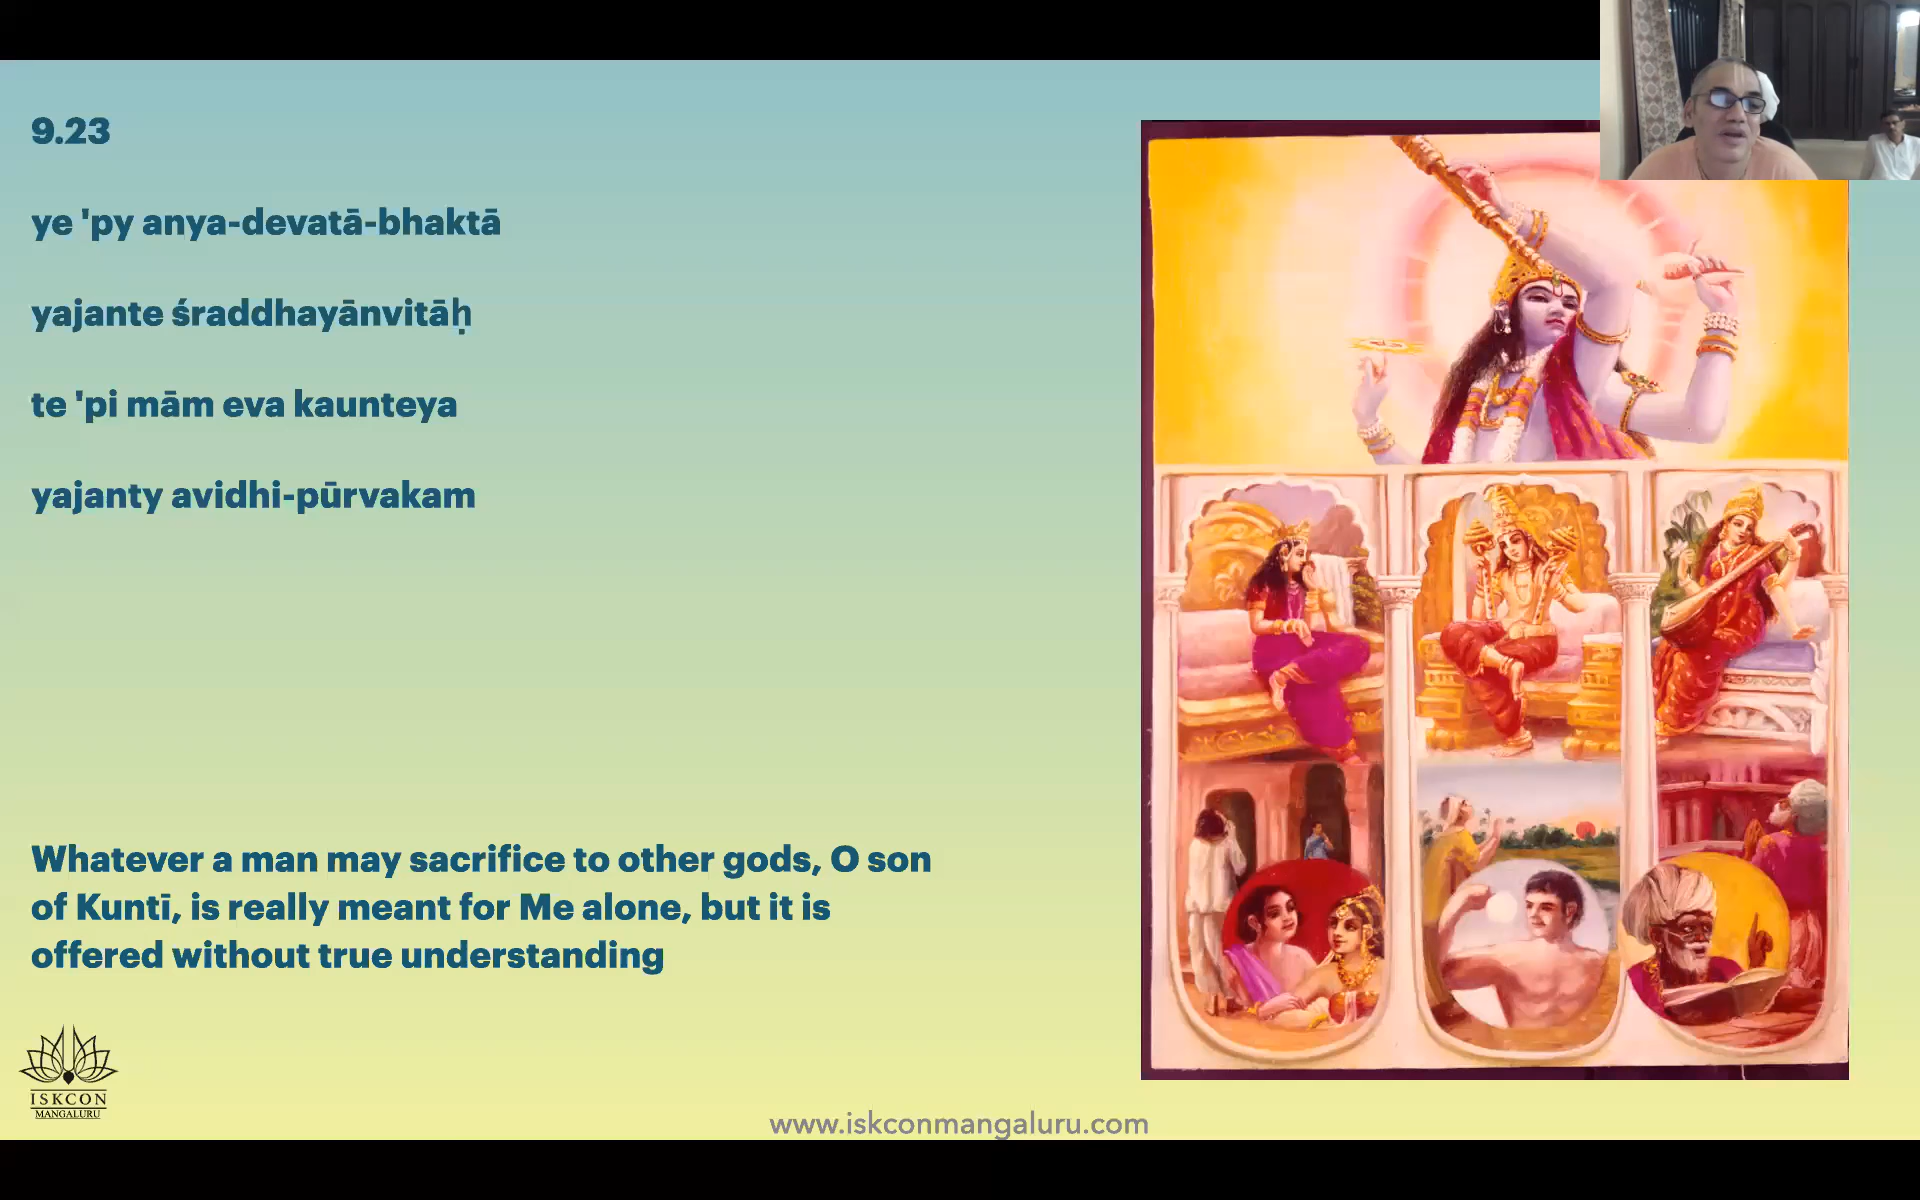 9.23
ye 'py anya-devatā-bhaktā
yajante śraddhayānvitāḥ
te 'pi mām eva kaunteya
yajanty avidhi-pūrvakam
Whatever a man may sacrifice to other gods, O son
of Kuntī, is really meant for Me alone, but it is
offered without true understanding
ISKCON
MANGALURU
www.iskconmangaluru.com